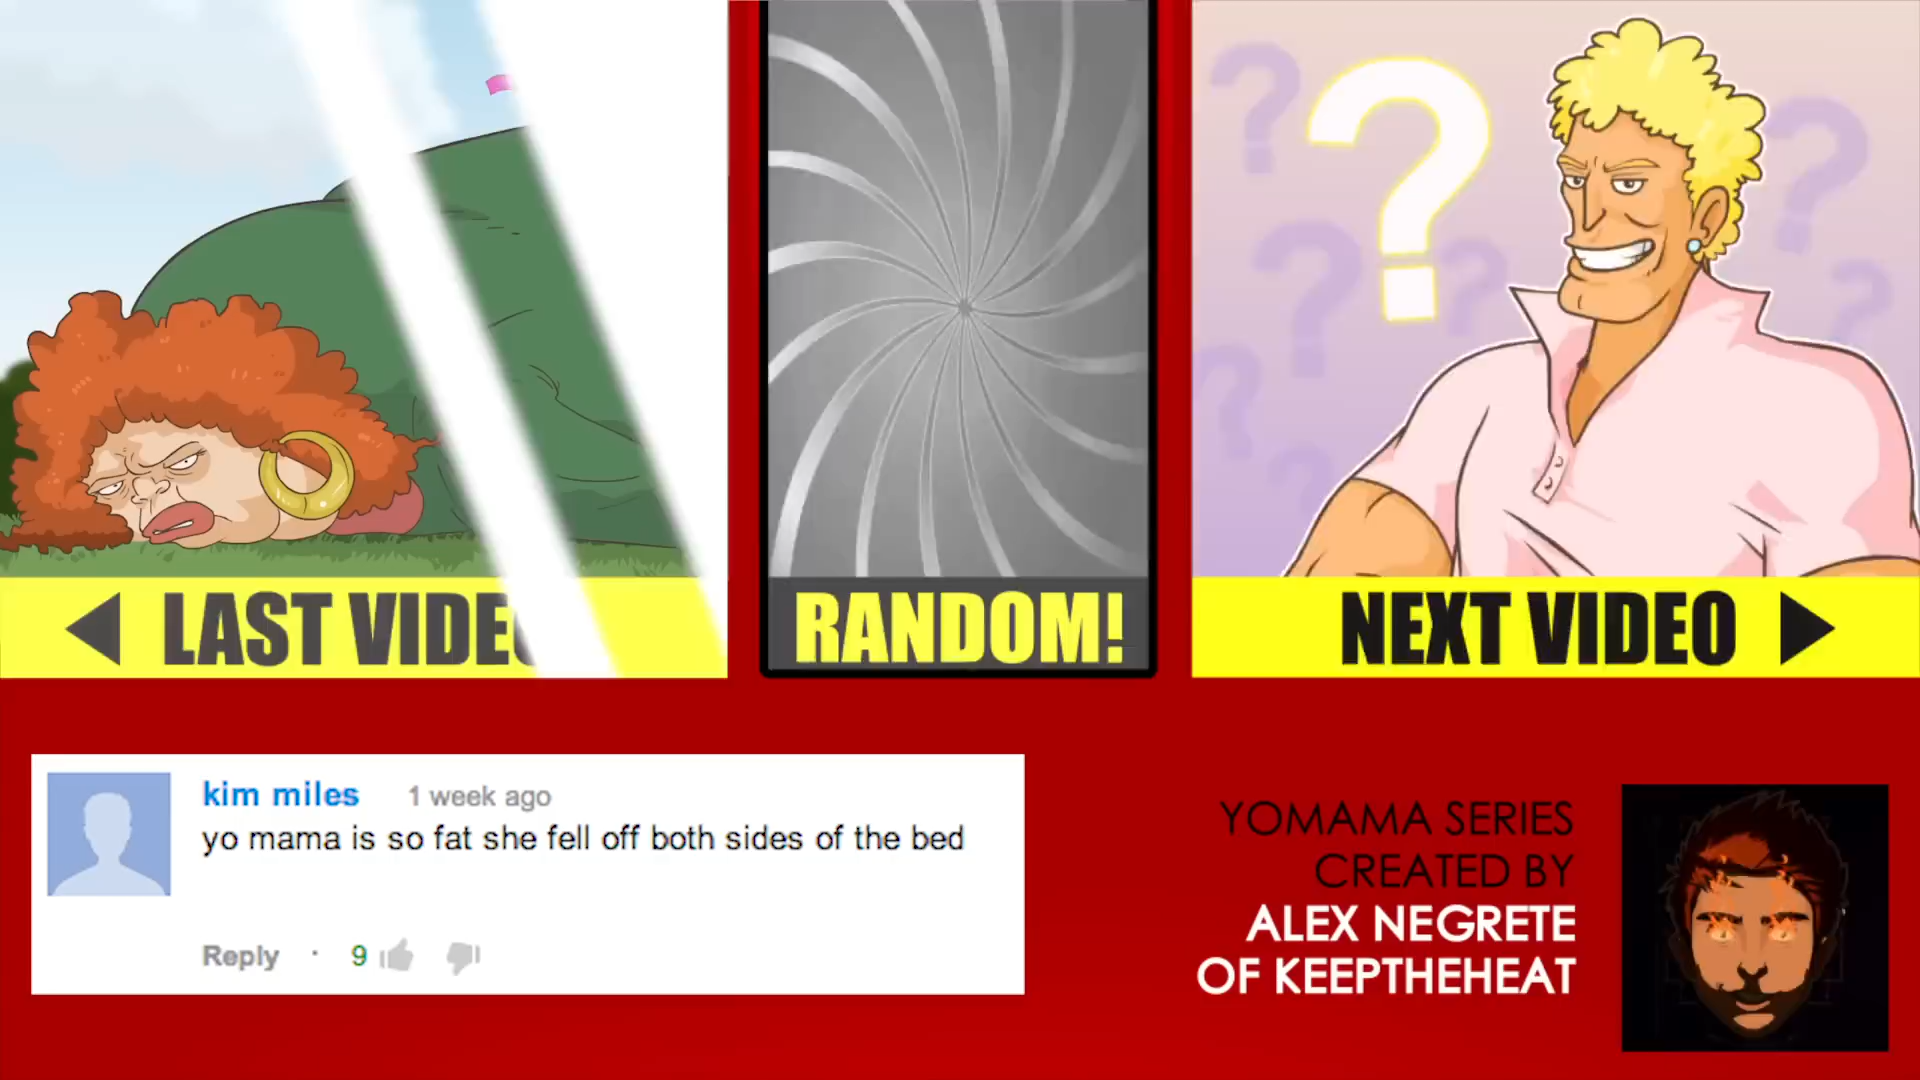 LAST VIDEO
RANDOM!
NEXT VIDEO
kim miles 1 week ago
yo mama is so fat she fell off both sides of the bed
Reply · 9
YOMAMA SERIES
CREATED BY
ALEX NEGRETE
OF KEEPTHEHEAT